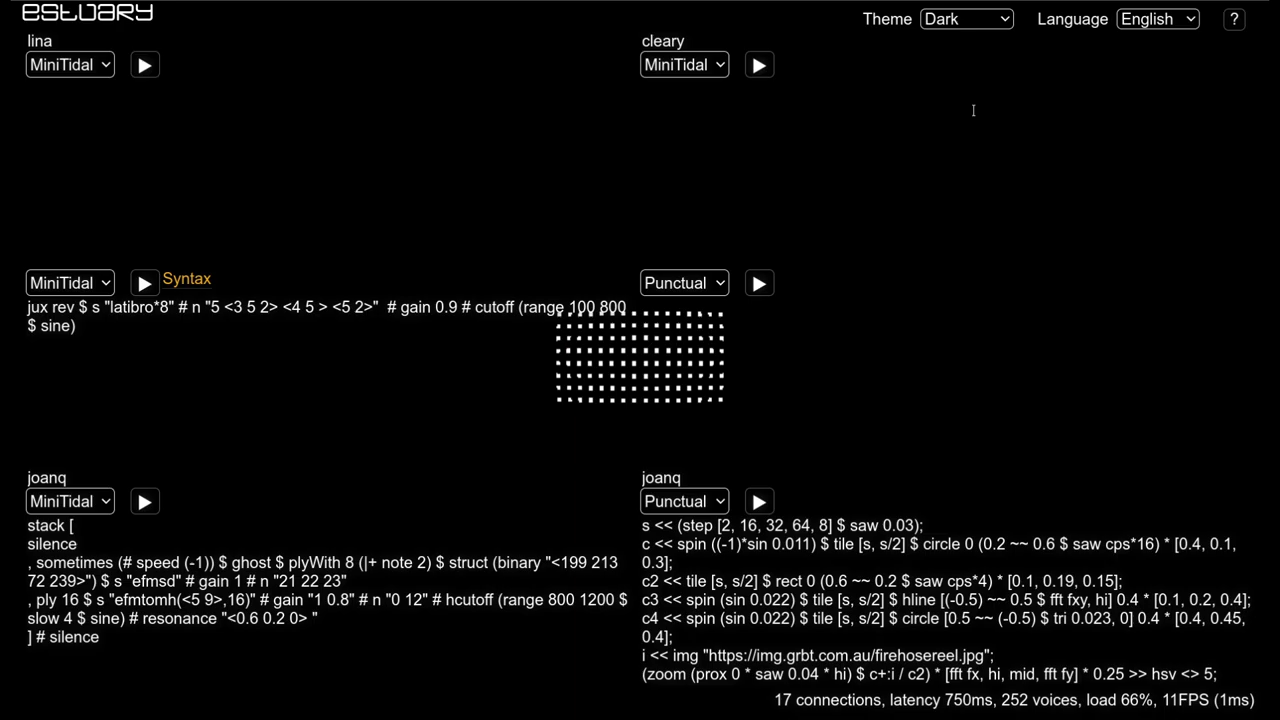 estuary
Theme Dark Language English ?
lina
MiniTidal
cleary
MiniTidal
MiniTidal Syntax
jux rev $ s "latibro*8" # n "5 <3 5 2> <4 5 > <5 2>"  # gain 0.9 # cutoff (range 100 800
$ sine)
Punctual
joanq
MiniTidal
stack [
silence
, sometimes (# speed (-1)) $ ghost $ plyWith 8 (|+ note 2) $ struct (binary "<199 213
72 239>") $ s "efmsd" # gain 1 # n "21 22 23"
, ply 16 $ s "efmtomh(<5 9>,16)" # gain "1 0.8" # n "0 12" # hcutoff (range 800 1200 $
slow 4 $ sine) # resonance "<0.6 0.2 0> "
] # silence
joanq
Punctual
s << (step [2, 16, 32, 64, 8] $ saw 0.03);
c << spin ((-1)*sin 0.011) $ tile [s, s/2] $ circle 0 (0.2 ~~ 0.6 $ saw cps*16) * [0.4, 0.1,
0.3];
c2 << tile [s, s/2] $ rect 0 (0.6 ~~ 0.2 $ saw cps*4) * [0.1, 0.19, 0.15];
c3 << spin (sin 0.022) $ tile [s, s/2] $ hline [(-0.5) ~~ 0.5 $ fft fxy, hi] 0.4 * [0.1, 0.2, 0.4];
c4 << spin (sin 0.022) $ tile [s, s/2] $ circle [0.5 ~~ (-0.5) $ tri 0.023, 0] 0.4 * [0.4, 0.45,
0.4];
i << img "https://img.grbt.com.au/firehosereel.jpg";
(zoom (prox 0 * saw 0.04 * hi) $ c+:i / c2) * [fft fx, hi, mid, fft fy] * 0.25 >> hsv <> 5;
17 connections, latency 750ms, 252 voices, load 66%, 11FPS (1ms)